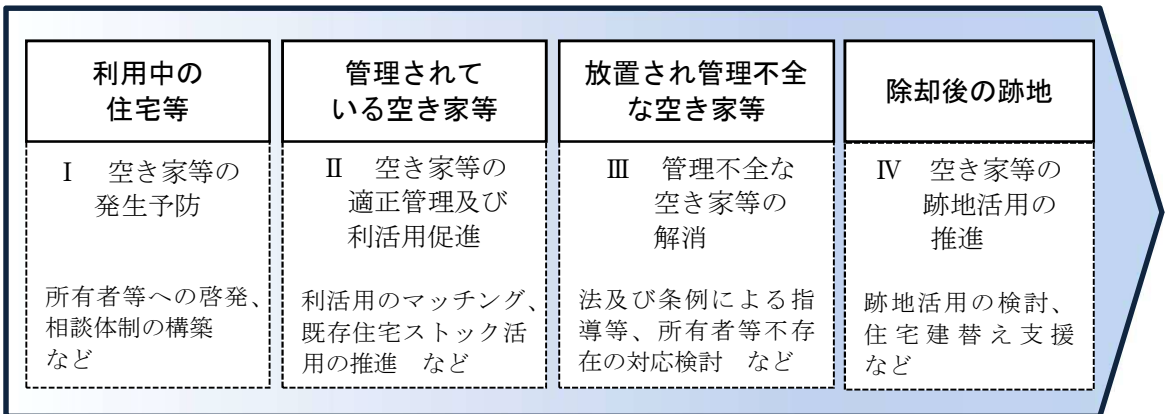 利用中の
住宅等
Ⅰ　空き家等の
発生予防
所有者等への啓発、
相談体制の構築
など
管理されて
いる空き家等
Ⅱ　空き家等の
適正管理及び
利活用促進
利活用のマッチング、
既存住宅ストック活
用の推進　など
放置され管理不全
な空き家等
Ⅲ　管理不全な
空き家等の
解消
法及び条例による指
導等、所有者等不存
在の対応検討　など
除却後の跡地
Ⅳ　空き家等の
跡地活用の
推進
跡地活用の検討、
住宅建替え支援
など